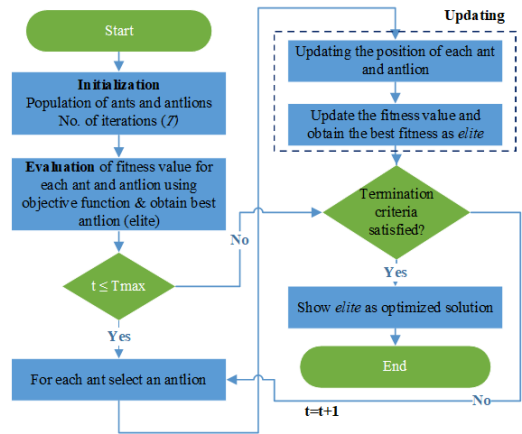 Start
Initialization
Population of ants and antlions
No. of iterations (T)
Evaluation of fitness value for
each ant and antlion using
objective function & obtain best
antlion (elite)
t ≤ Tmax
No
Yes
For each ant select an antlion
Updating
Updating the position of each ant
and antlion
Update the fitness value and
obtain the best fitness as elite
Termination
criteria
satisfied?
Yes
Show elite as optimized solution
End
No
t=t+1